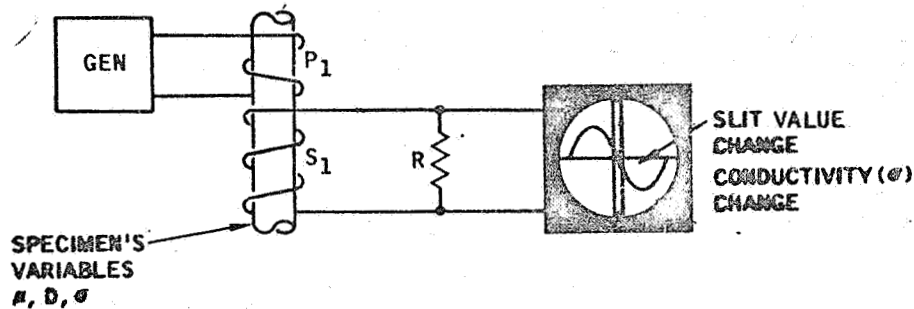 GEN
P1
S1
R
SLIT VALUE
CHANGE
CONDUCTIVITY (σ)
CHANGE
SPECIMEN'S
VARIABLES
μ, D, σ